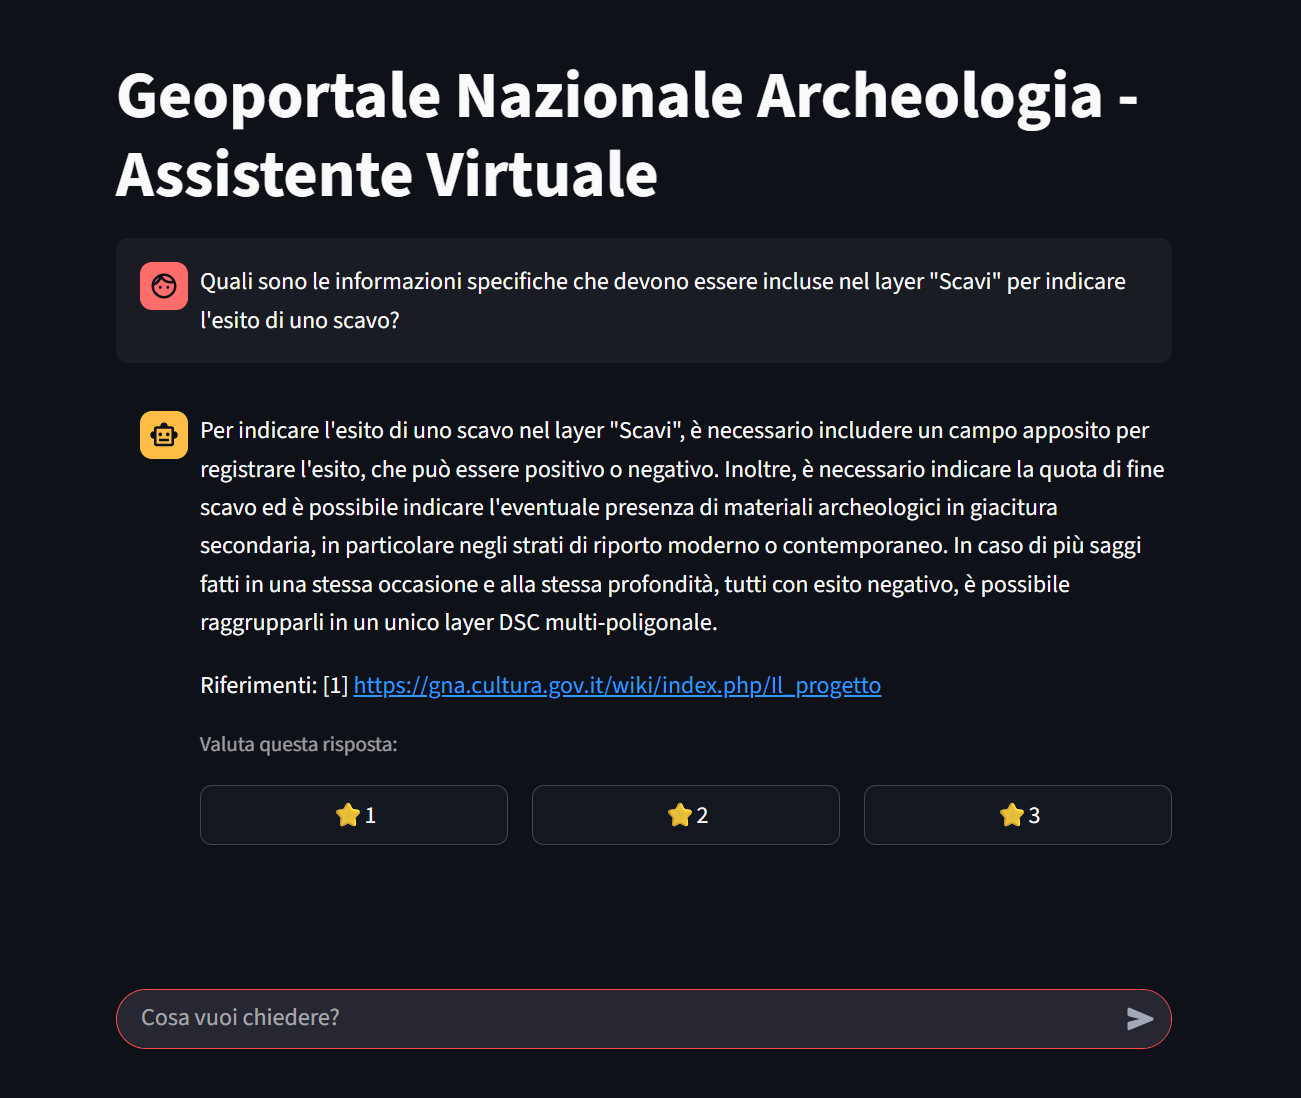 Geoportale Nazionale Archeologia -
Assistente Virtuale
Quali sono le informazioni specifiche che devono essere incluse nel layer "Scavi" per indicare
l'esito di uno scavo?
Per indicare l'esito di uno scavo nel layer "Scavi", è necessario includere un campo apposito per
registrare l'esito, che può essere positivo o negativo. Inoltre, è necessario indicare la quota di fine
scavo ed è possibile indicare l'eventuale presenza di materiali archeologici in giacitura
secondaria, in particolare negli strati di riporto moderno o contemporaneo. In caso di più saggi
fatti in una stessa occasione e alla stessa profondità, tutti con esito negativo, è possibile
raggrupparli in un unico layer DSC multi-poligonale.
Riferimenti: [1] https://gna.cultura.gov.it/wiki/index.php/Il_progetto
Valuta questa risposta:
⭐ 1
⭐ 2
⭐ 3
Cosa vuoi chiedere?